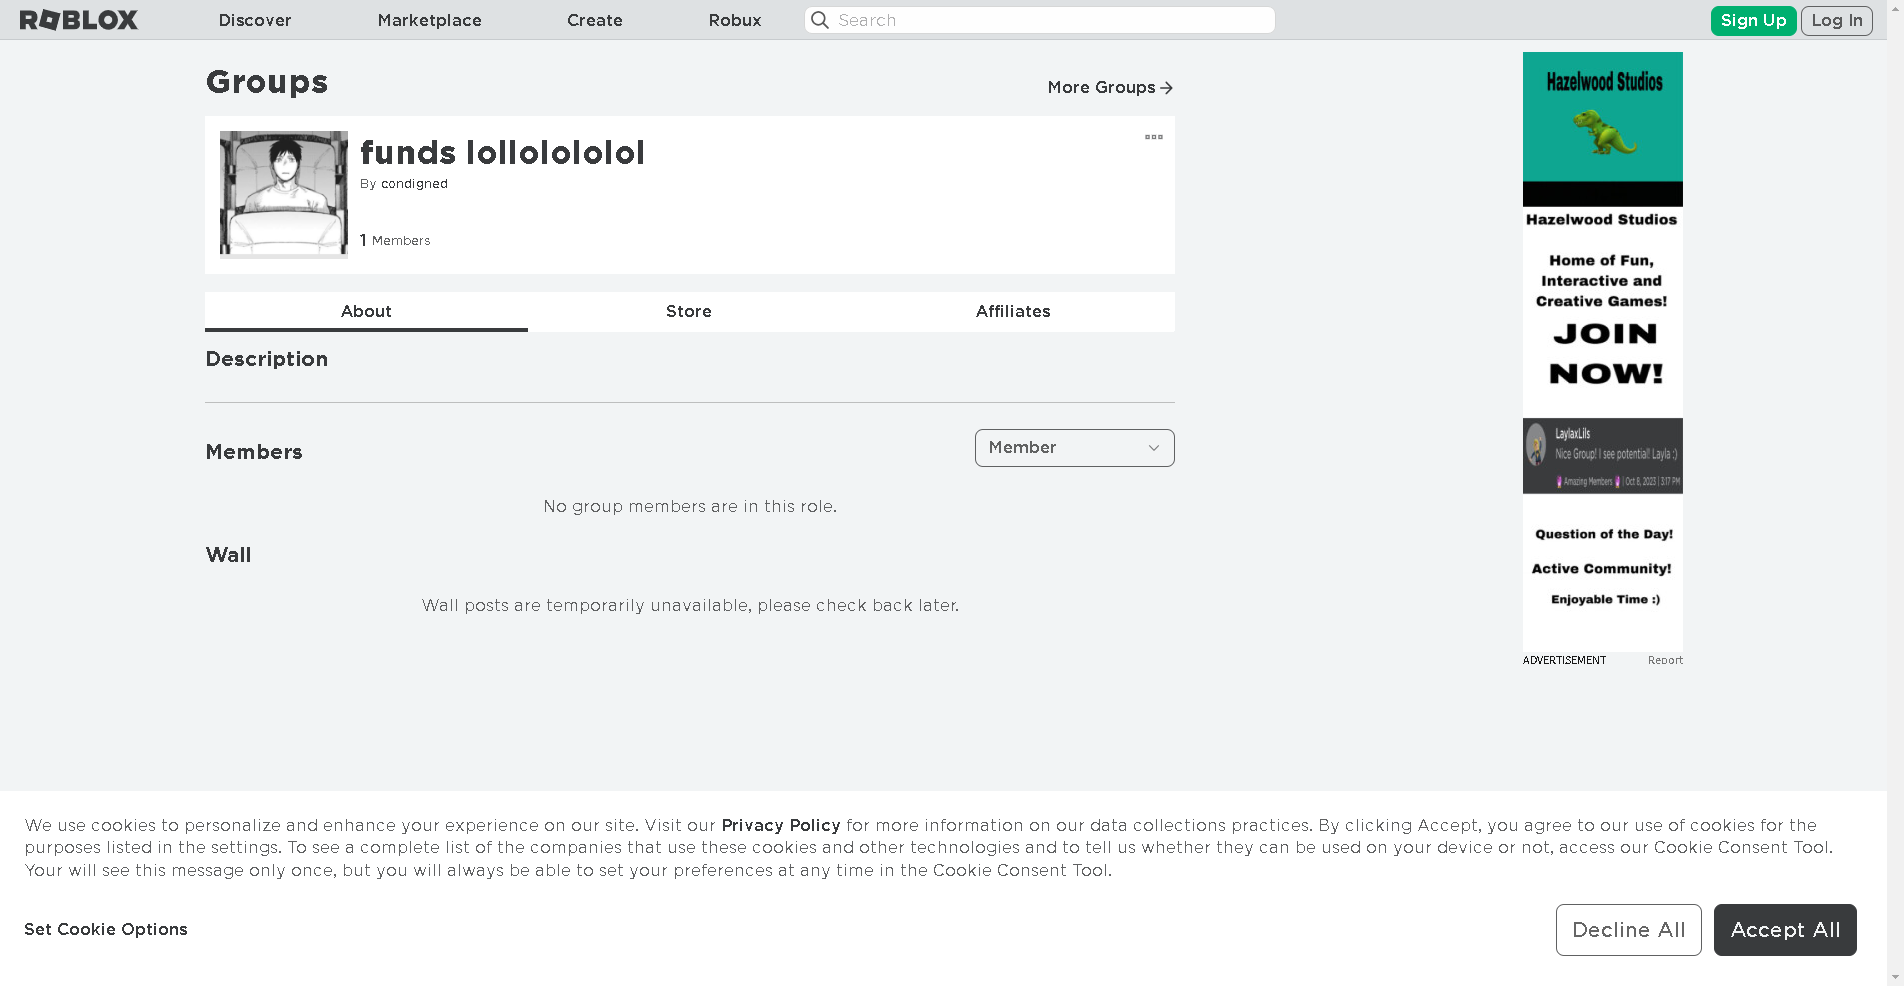 ROBLOX
Discover
Marketplace
Create
Robux
Search
Sign Up
Log In
Groups
More Groups
funds lollolololol
By condigned
1 Members
About
Store
Affiliates
Description
Members
Member
No group members are in this role.
Wall
Wall posts are temporarily unavailable, please check back later.
Hazelwood Studios
Hazelwood Studios
Home of Fun,
Interactive and
Creative Games!
JOIN
NOW!
LaylaxLils
Nice Group! I see potential! Layla :)
Amazing Members | Oct 8, 2023 | 3:17 PM
Question of the Day!
Active Community!
Enjoyable Time :)
ADVERTISEMENT
Report
We use cookies to personalize and enhance your experience on our site. Visit our Privacy Policy for more information on our data collections practices. By clicking Accept, you agree to our use of cookies for the
purposes listed in the settings. To see a complete list of the companies that use these cookies and other technologies and to tell us whether they can be used on your device or not, access our Cookie Consent Tool.
Your will see this message only once, but you will always be able to set your preferences at any time in the Cookie Consent Tool.
Set Cookie Options
Decline All
Accept All